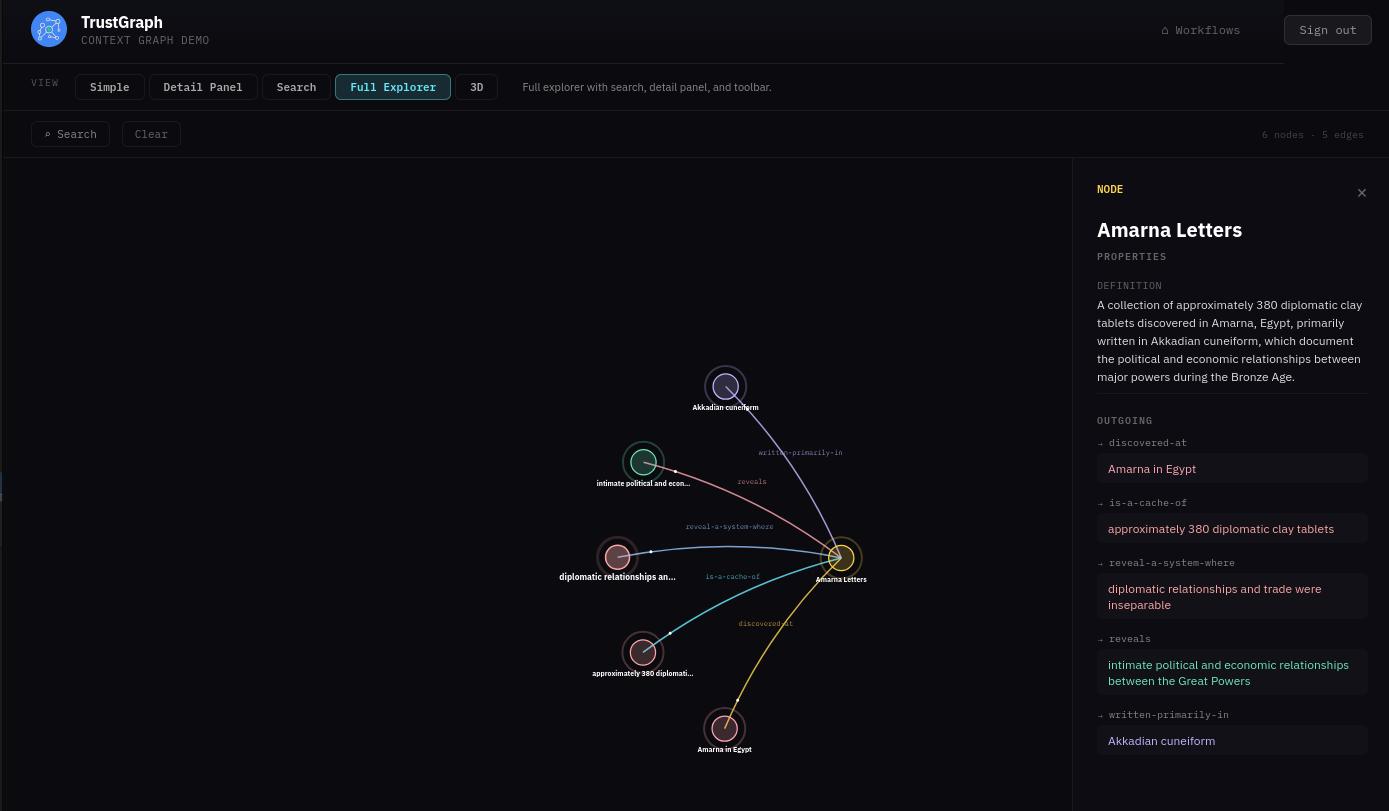 TrustGraph
CONTEXT GRAPH DEMO
⌂ Workflows
Sign out
VIEW
Simple
Detail Panel
Search
Full Explorer
3D
Full explorer with search, detail panel, and toolbar.
⌕ Search
Clear
6 nodes · 5 edges
Akkadian cuneiform
written-primarily-in
intimate political and econ...
reveals
reveal-a-system-where
diplomatic relationships an...
is-a-cache-of
Amarna Letters
discovered-at
approximately 380 diplomati...
Amarna in Egypt
NODE
×
Amarna Letters
PROPERTIES
DEFINITION
A collection of approximately 380 diplomatic clay
tablets discovered in Amarna, Egypt, primarily
written in Akkadian cuneiform, which document
the political and economic relationships between
major powers during the Bronze Age.
OUTGOING
→ discovered-at
Amarna in Egypt
→ is-a-cache-of
approximately 380 diplomatic clay tablets
→ reveal-a-system-where
diplomatic relationships and trade were
inseparable
→ reveals
intimate political and economic relationships
between the Great Powers
→ written-primarily-in
Akkadian cuneiform